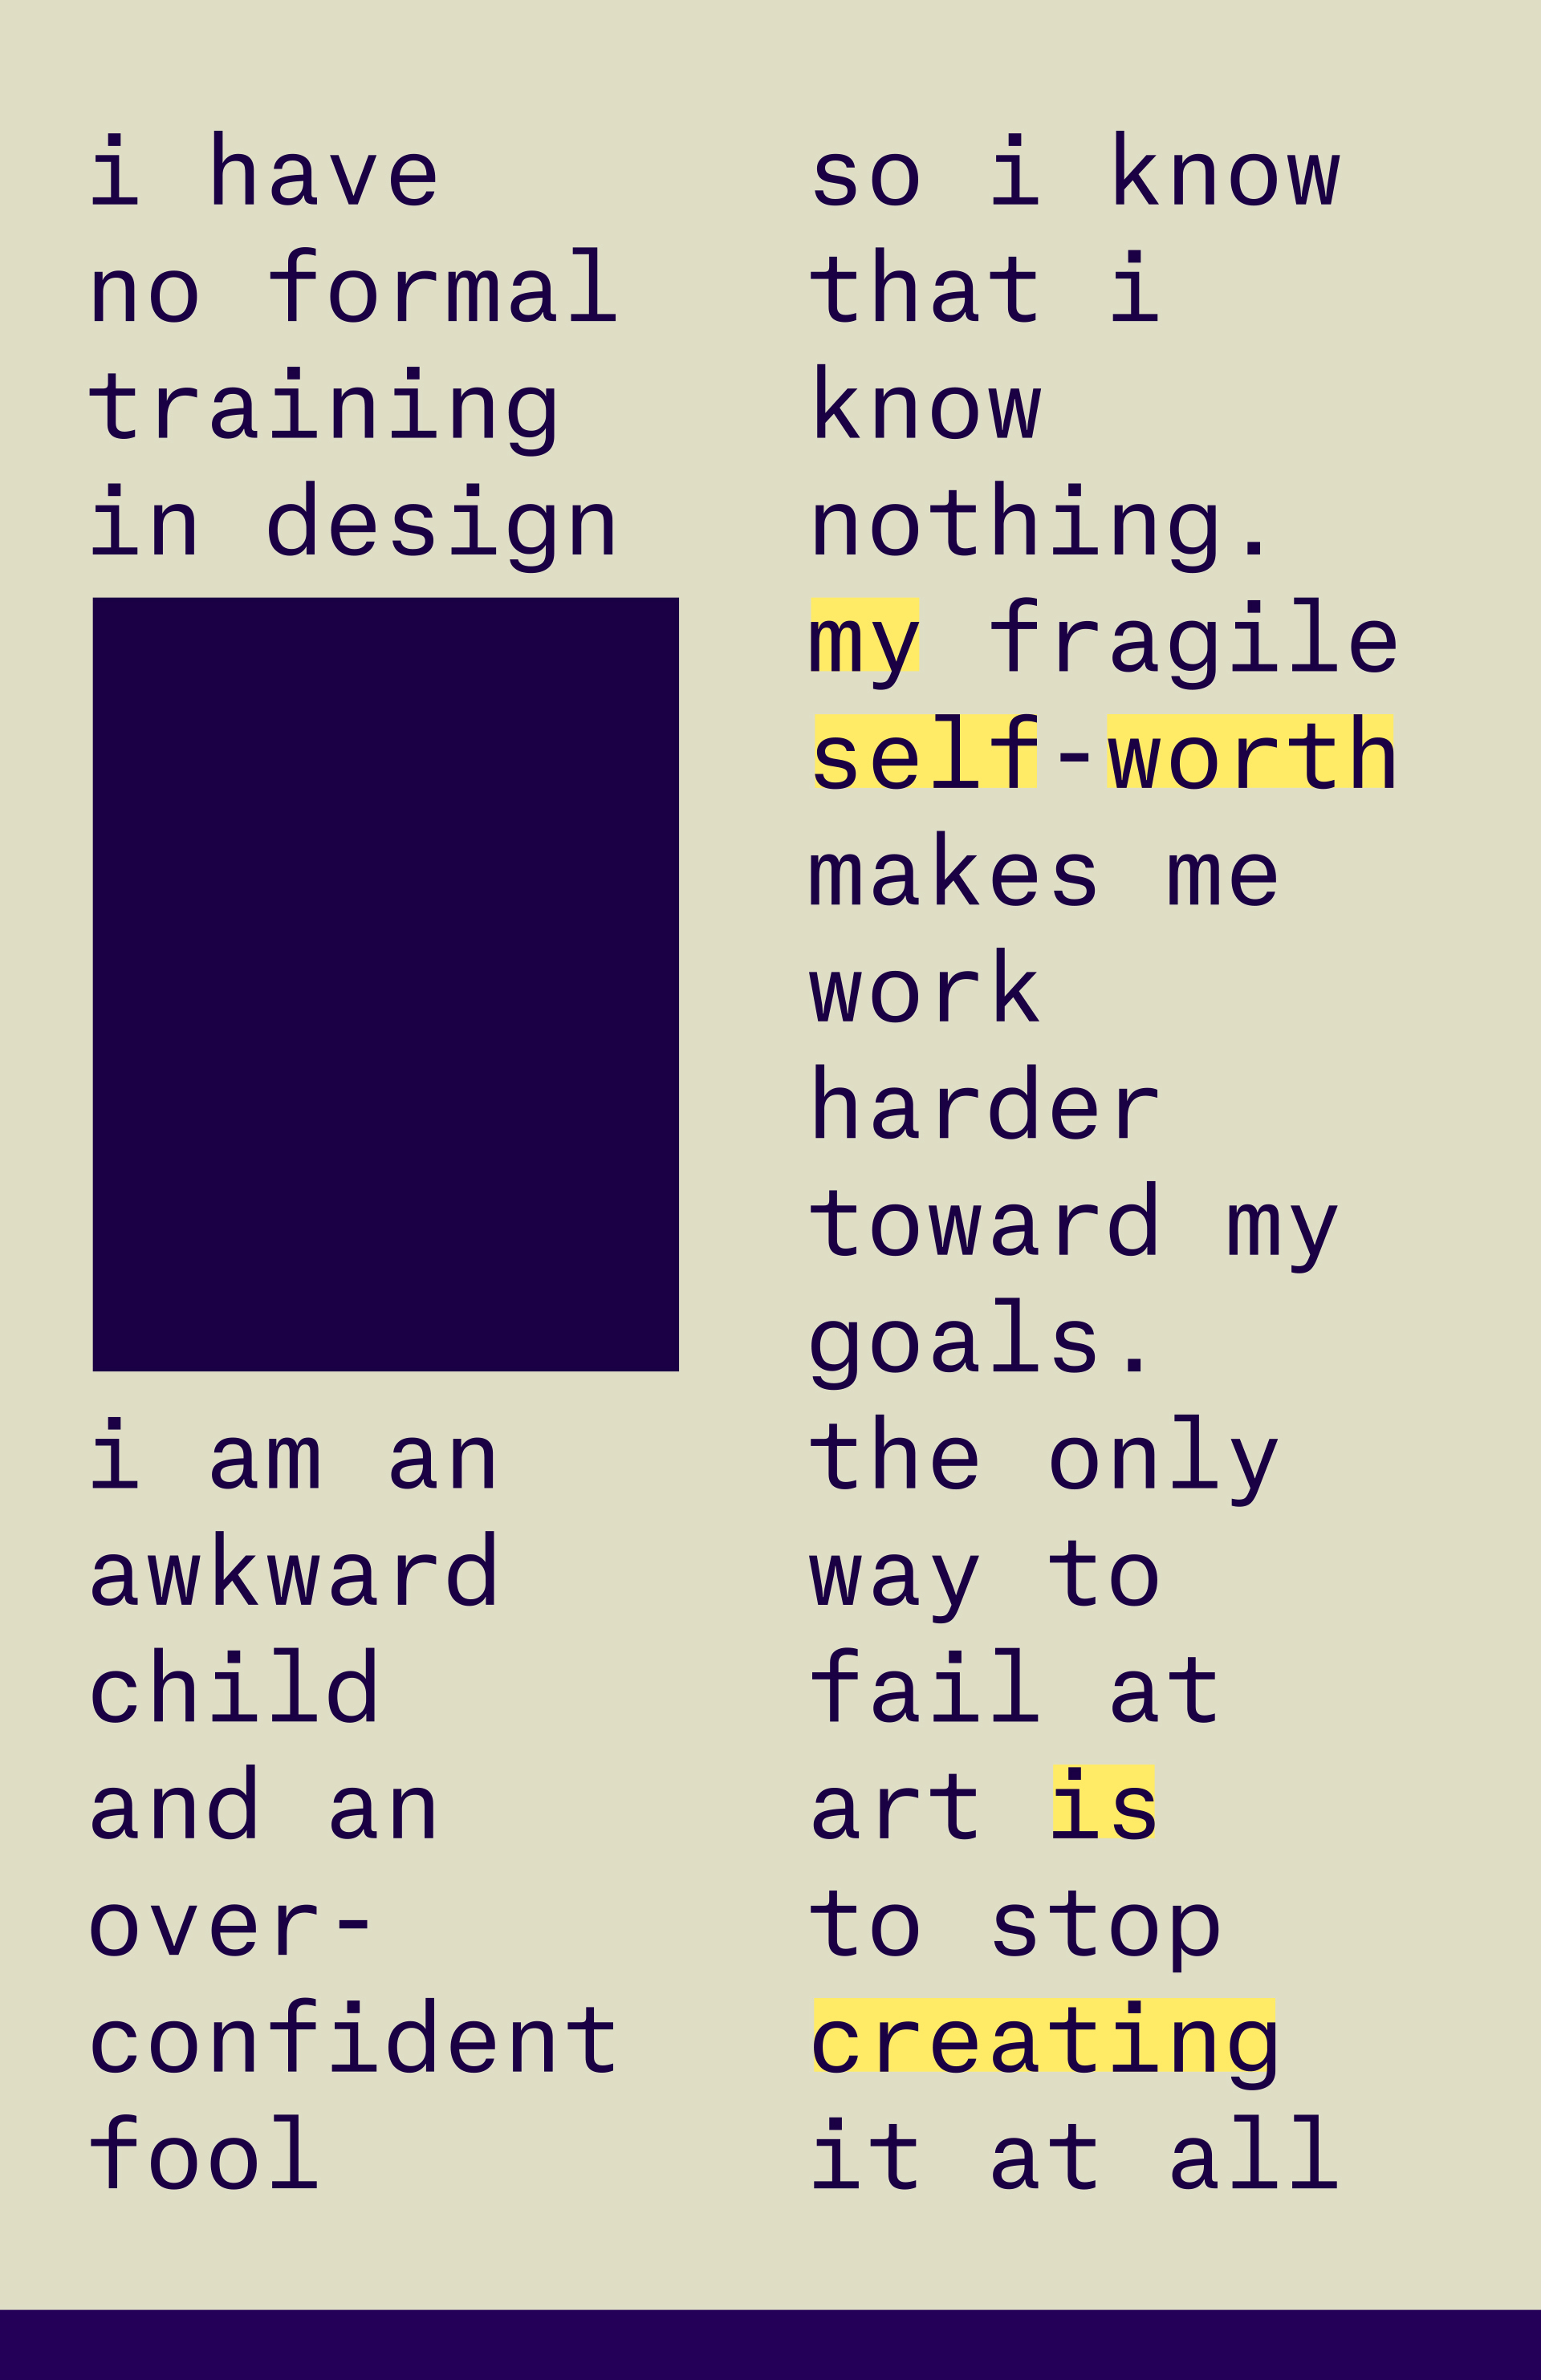 i have
no formal
training
in design
i am an
awkward
child
and an
over-
confident
fool
so i know
that i
know
nothing.
my fragile
self-worth
makes me
work
harder
toward my
goals.
the only
way to
fail at
art is
to stop
creating
it at all